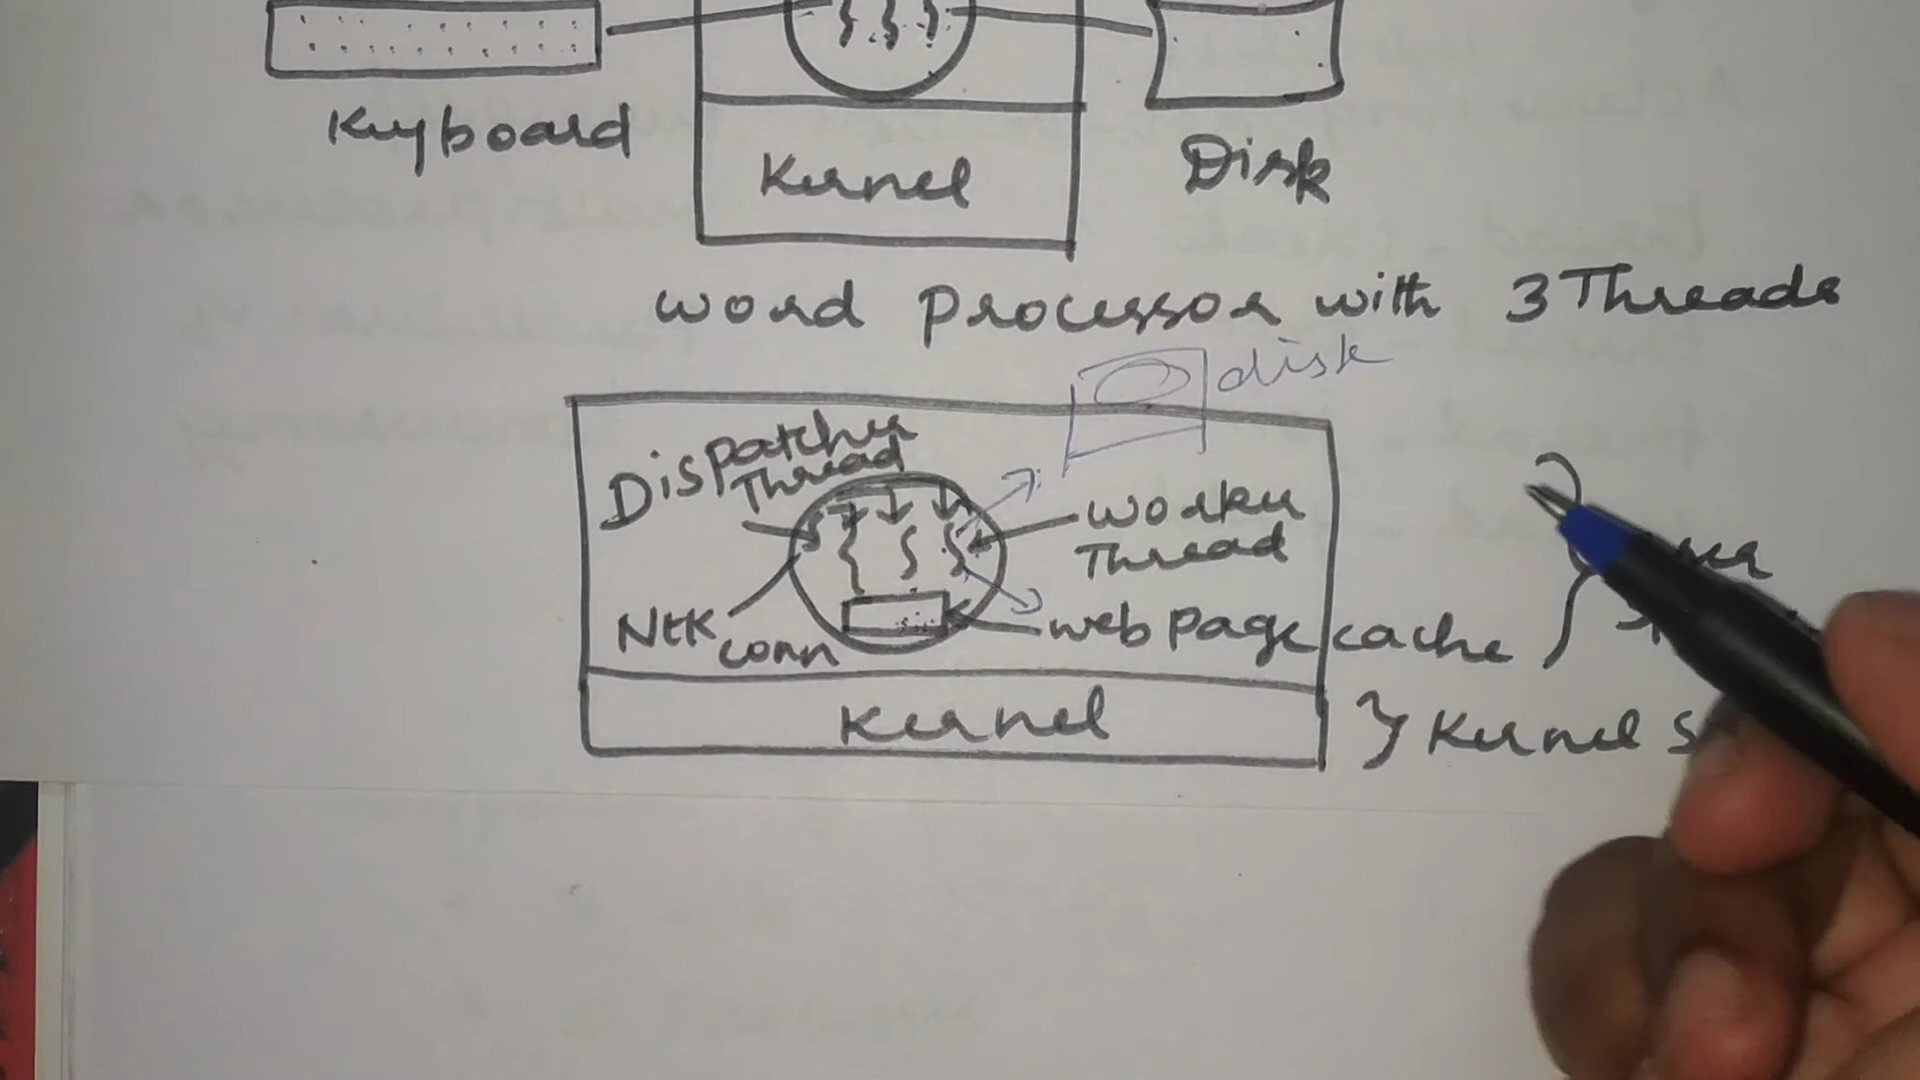 Keyboard
Kernel
Disk
word processor with 3 Threads
disk
Dispatcher
Thread
worker
Thread
Ntk
conn
web page cache
Kernel
Kernel